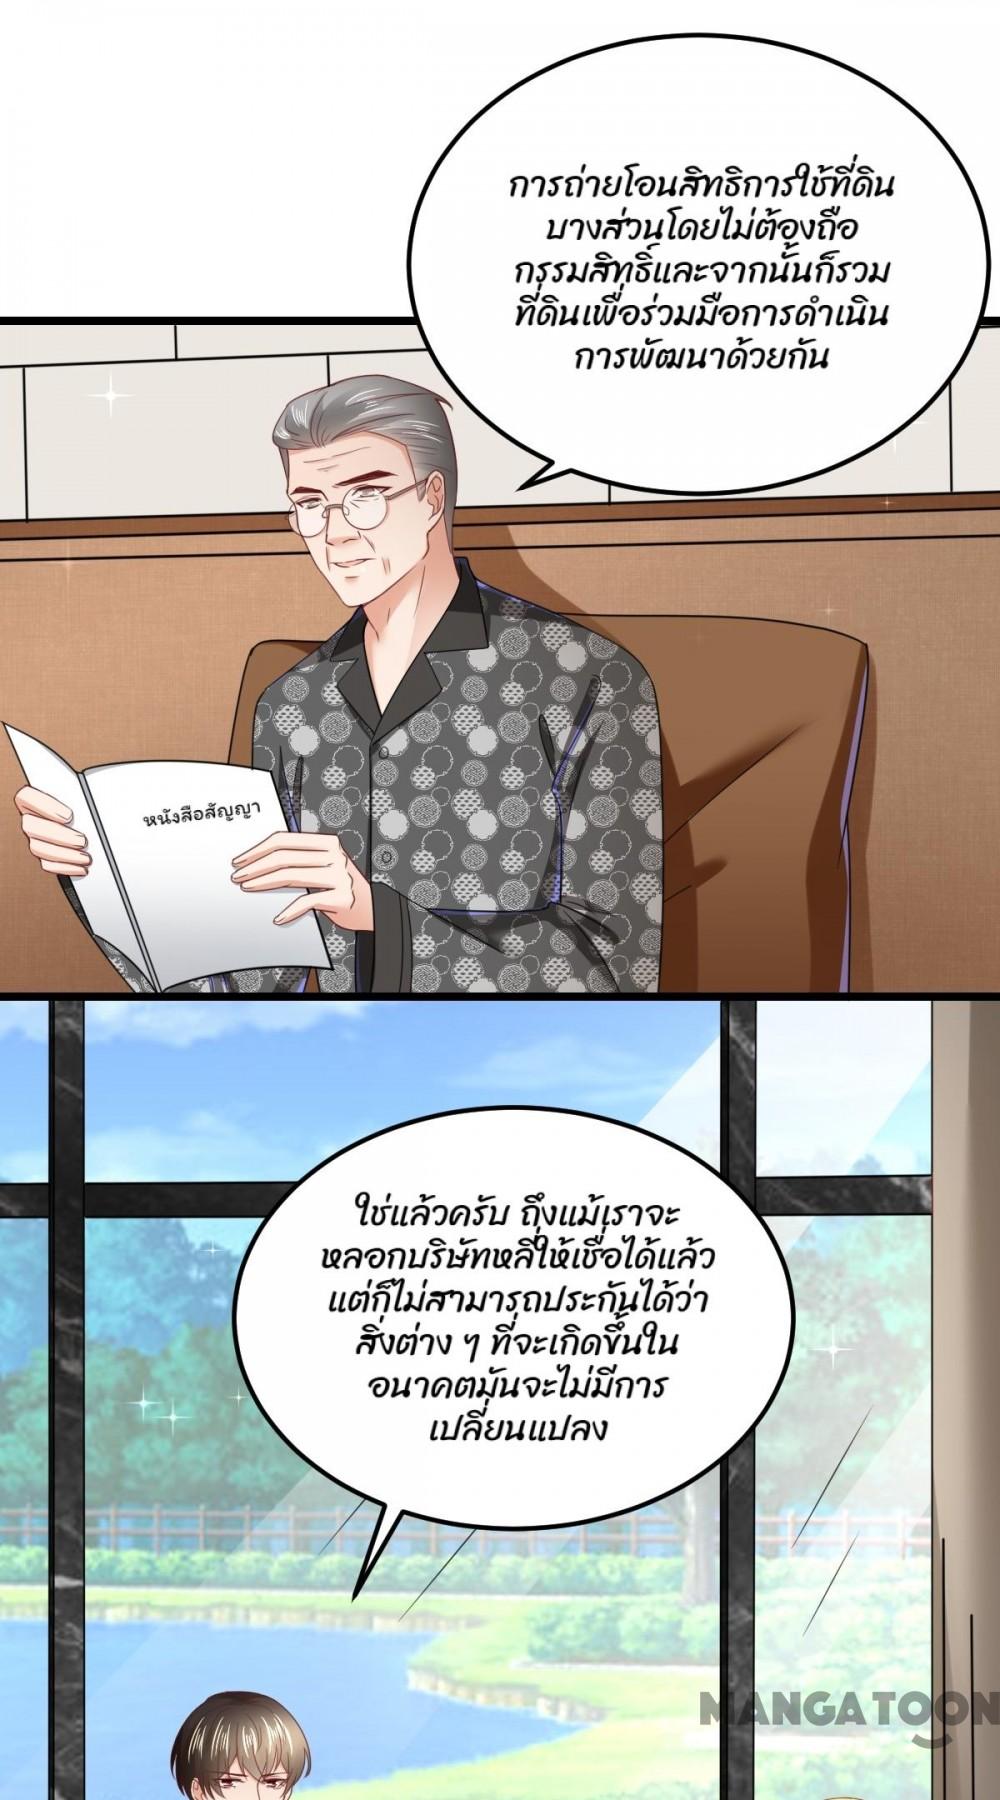 การถ่ายโอนสิทธิการใช้ที่ดิน
บางส่วนโดยไม่ต้องถือ
กรรมสิทธิ์และจากนั้นก็รวม
ที่ดินเพื่อร่วมมือการดำเนิน
การพัฒนาด้วยกัน
หนังสือสัญญา
ใช่แล้วครับ ถึงแม้เราจะ
หลอกบริษัทหลี่ให้เชื่อได้แล้ว
แต่ก็ไม่สามารถประกันได้ว่า
สิ่งต่าง ๆ ที่จะเกิดขึ้นใน
อนาคตมันจะไม่มีการ
เปลี่ยนแปลง
MANGATOON